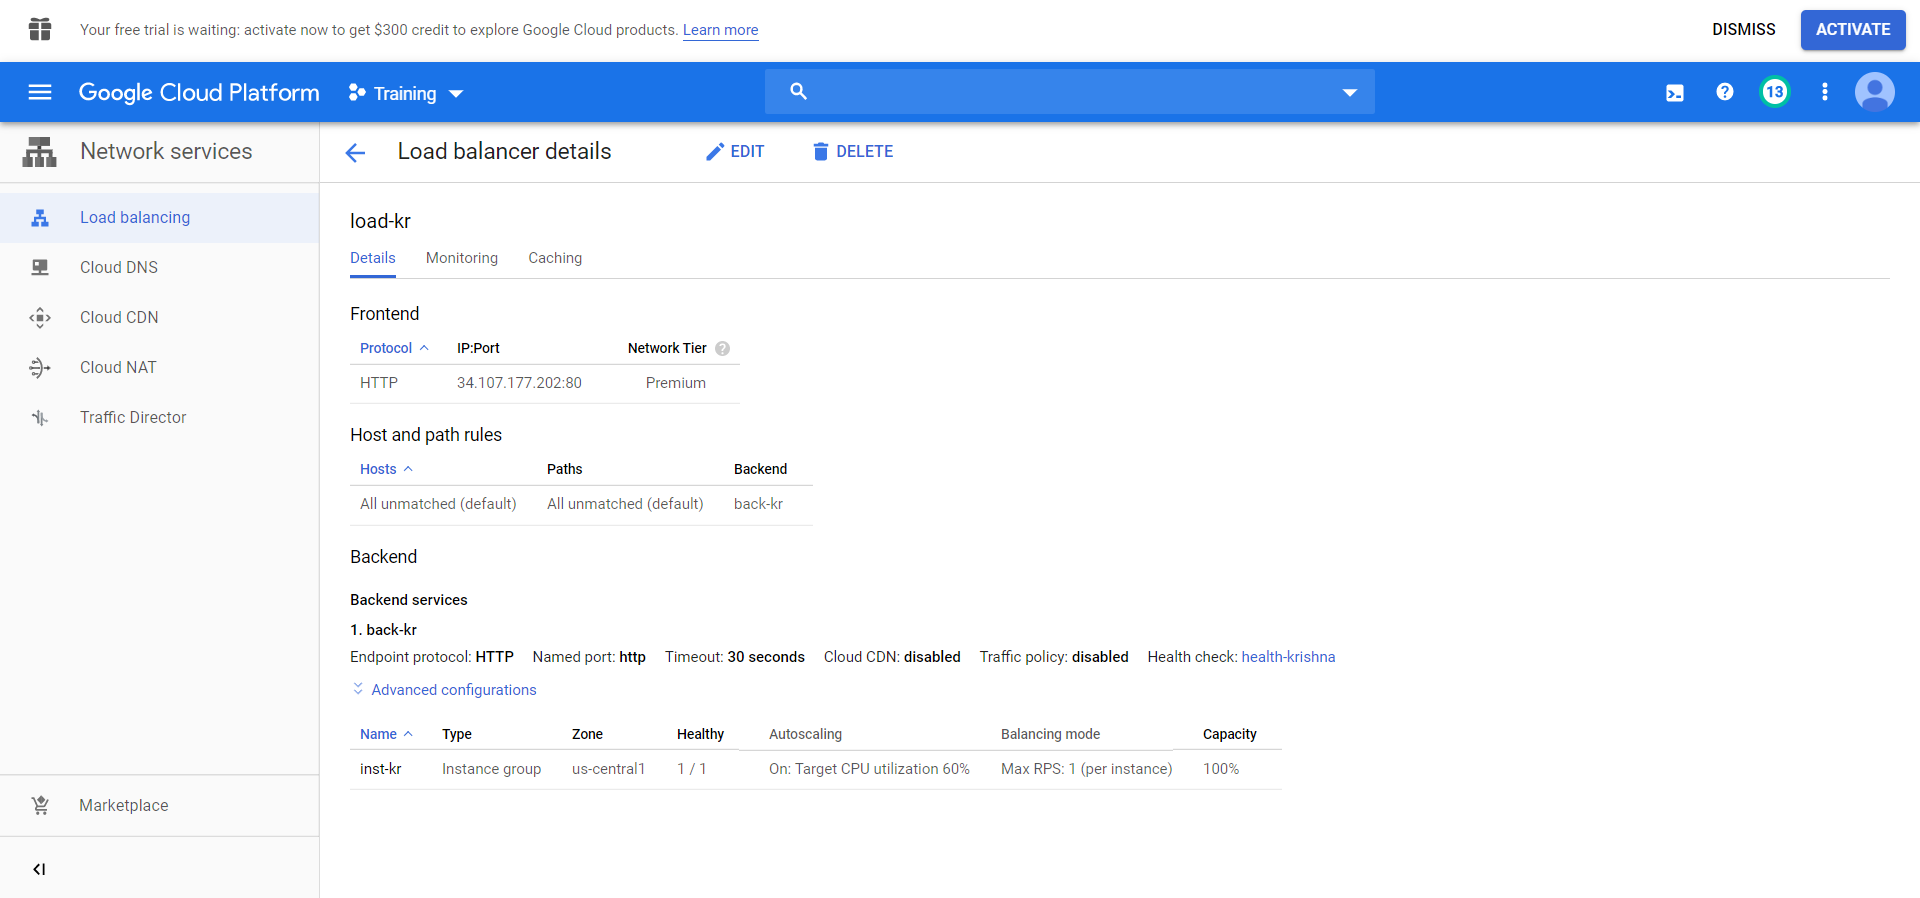 Your free trial is waiting: activate now to get $300 credit to explore Google Cloud products. Learn more
DISMISS
ACTIVATE
Google Cloud Platform
Training
?
13
Network services
Load balancing
Cloud DNS
Cloud CDN
Cloud NAT
Traffic Director
Marketplace
Load balancer details
EDIT
DELETE
load-kr
Details Monitoring Caching
Frontend
Protocol IP:Port Network Tier ?
HTTP 34.107.177.202:80 Premium
Host and path rules
Hosts Paths Backend
All unmatched (default) All unmatched (default) back-kr
Backend
Backend services
1. back-kr
Endpoint protocol: HTTP Named port: http Timeout: 30 seconds Cloud CDN: disabled Traffic policy: disabled Health check: health-krishna
Advanced configurations
Name Type Zone Healthy Autoscaling Balancing mode Capacity
inst-kr Instance group us-central1 1 / 1 On: Target CPU utilization 60% Max RPS: 1 (per instance) 100%